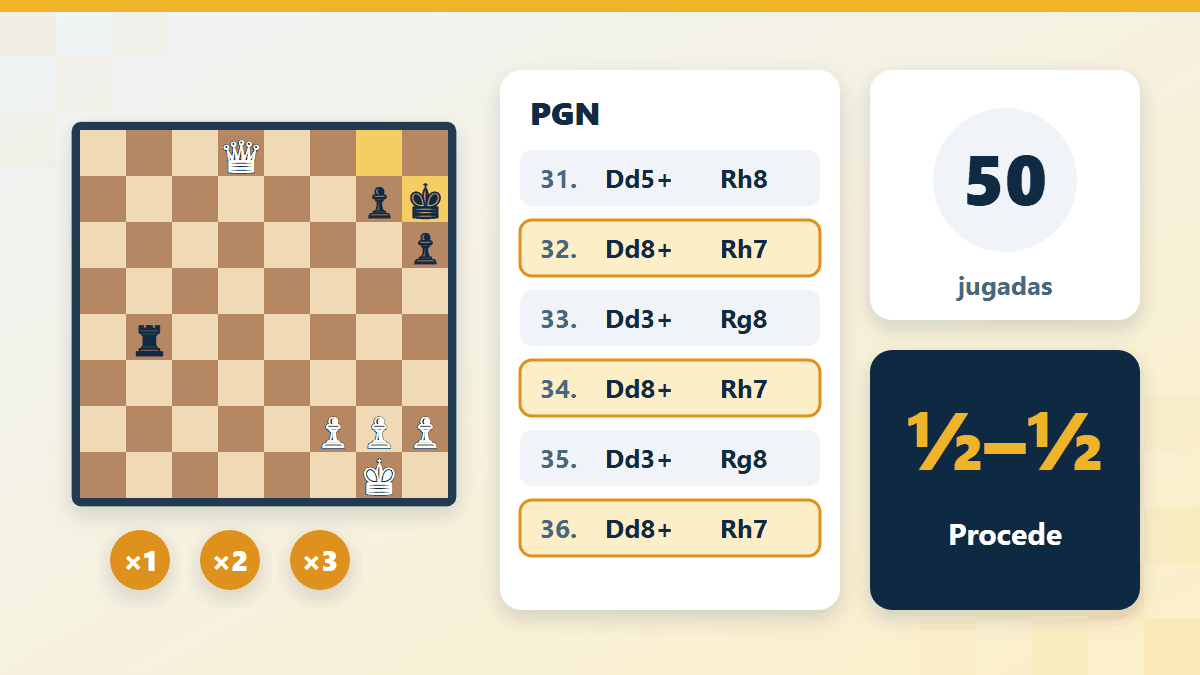 ×1 ×2 ×3
PGN
31. Dd5+ Rh8
32. Dd8+ Rh7
33. Dd3+ Rg8
34. Dd8+ Rh7
35. Dd3+ Rg8
36. Dd8+ Rh7
50
jugadas
½–½
Procede